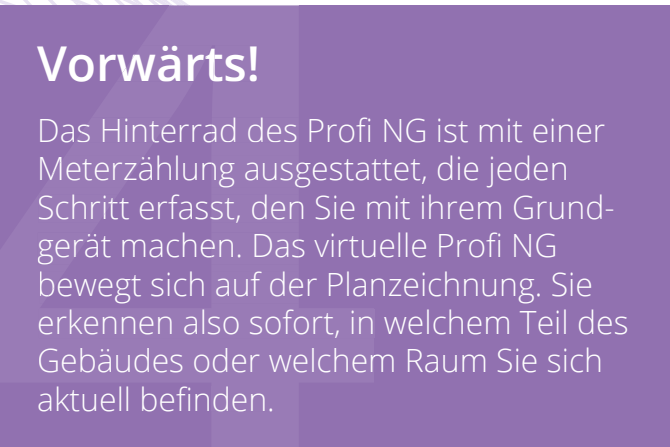 Vorwärts!
Das Hinterrad des Profi NG ist mit einer
Meterzählung ausgestattet, die jeden
Schritt erfasst, den Sie mit ihrem Grund-
gerät machen. Das virtuelle Profi NG
bewegt sich auf der Planzeichnung. Sie
erkennen also sofort, in welchem Teil des
Gebäudes oder welchem Raum Sie sich
aktuell befinden.
4